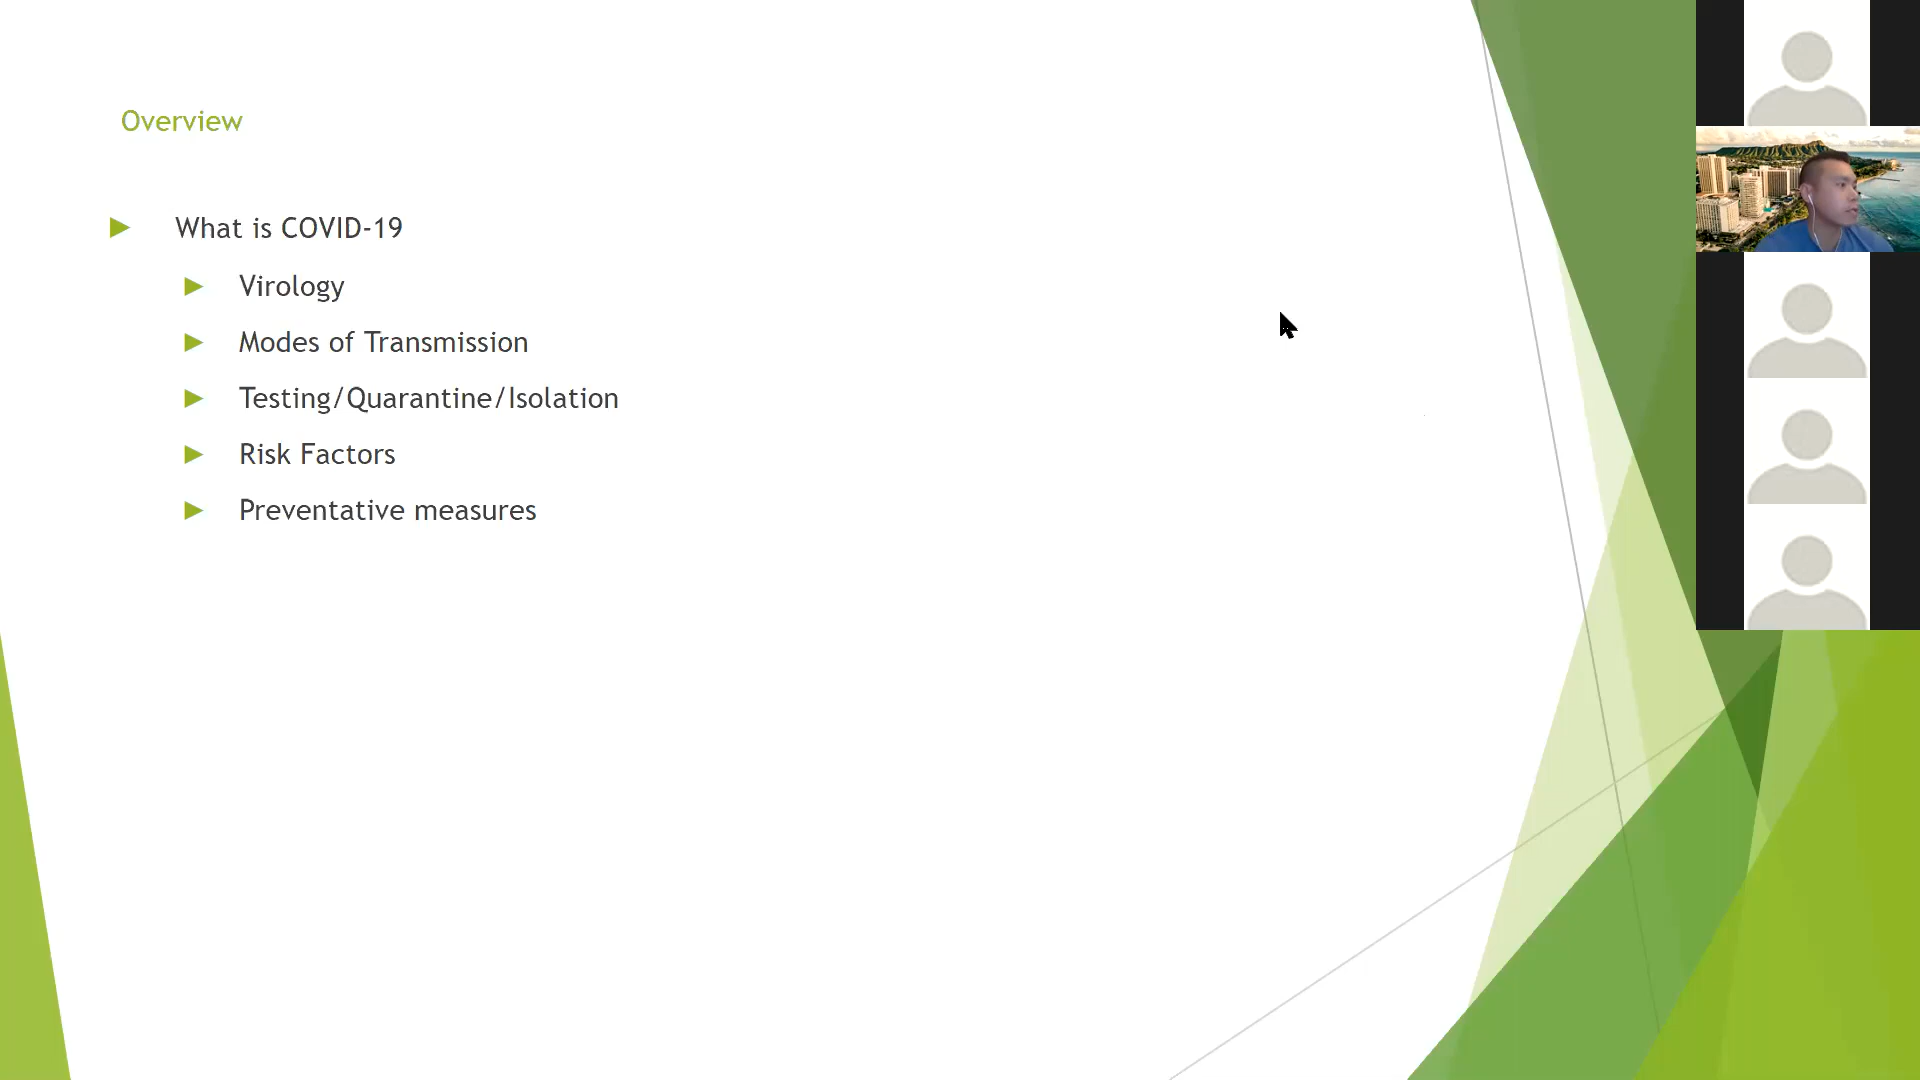 Overview
What is COVID-19
Virology
Modes of Transmission
Testing/Quarantine/Isolation
Risk Factors
Preventative measures